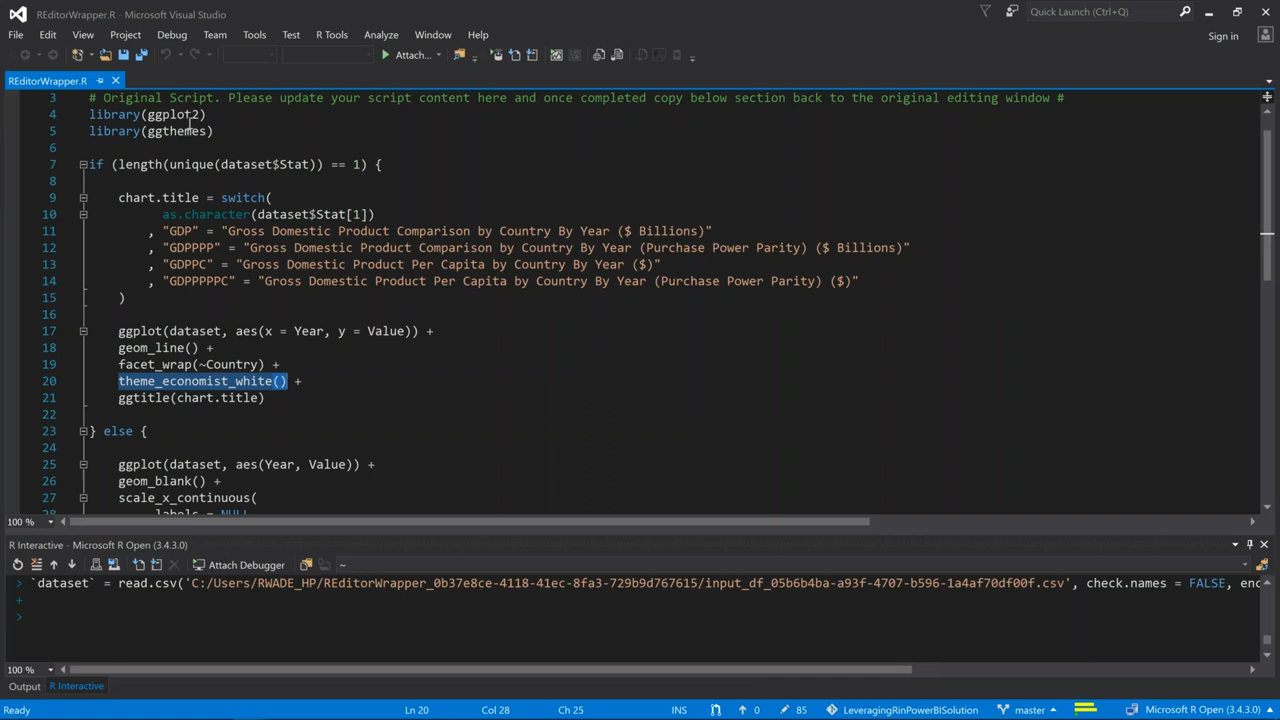 REditorWrapper.R - Microsoft Visual Studio
Quick Launch (Ctrl+Q)
File Edit View Project Debug Team Tools Test R Tools Analyze Window Help
Sign in
Attach...
REditorWrapper.R
3 # Original Script. Please update your script content here and once completed copy below section back to the original editing window #
4 library(ggplot2)
5 library(ggthemes)
6
7 if (length(unique(dataset$Stat)) == 1) {
8
9 chart.title = switch(
10 as.character(dataset$Stat[1])
11 , "GDP" = "Gross Domestic Product Comparison by Country By Year ($ Billions)"
12 , "GDPPPP" = "Gross Domestic Product Comparison by Country By Year (Purchase Power Parity) ($ Billions)"
13 , "GDPPC" = "Gross Domestic Product Per Capita by Country By Year ($)"
14 , "GDPPPPPC" = "Gross Domestic Product Per Capita by Country By Year (Purchase Power Parity) ($)"
15 )
16
17 ggplot(dataset, aes(x = Year, y = Value)) +
18 geom_line() +
19 facet_wrap(~Country) +
20 theme_economist_white() +
21 ggtitle(chart.title)
22
23 } else {
24
25 ggplot(dataset, aes(Year, Value)) +
26 geom_blank() +
27 scale_x_continuous(
28 labels = NULL
100 %
R Interactive - Microsoft R Open (3.4.3.0)
Attach Debugger ~
> `dataset` = read.csv('C:/Users/RWADE_HP/REditorWrapper_0b37e8ce-4118-41ec-8fa3-729b9d767615/input_df_05b6b4ba-a93f-4707-b596-1a4af70df00f.csv', check.names = FALSE, enc
+
>
100 %
Output R Interactive
Ready Ln 20 Col 28 Ch 25 INS 0 85 LeveragingRinPowerBISolution master Microsoft R Open (3.4.3.0)